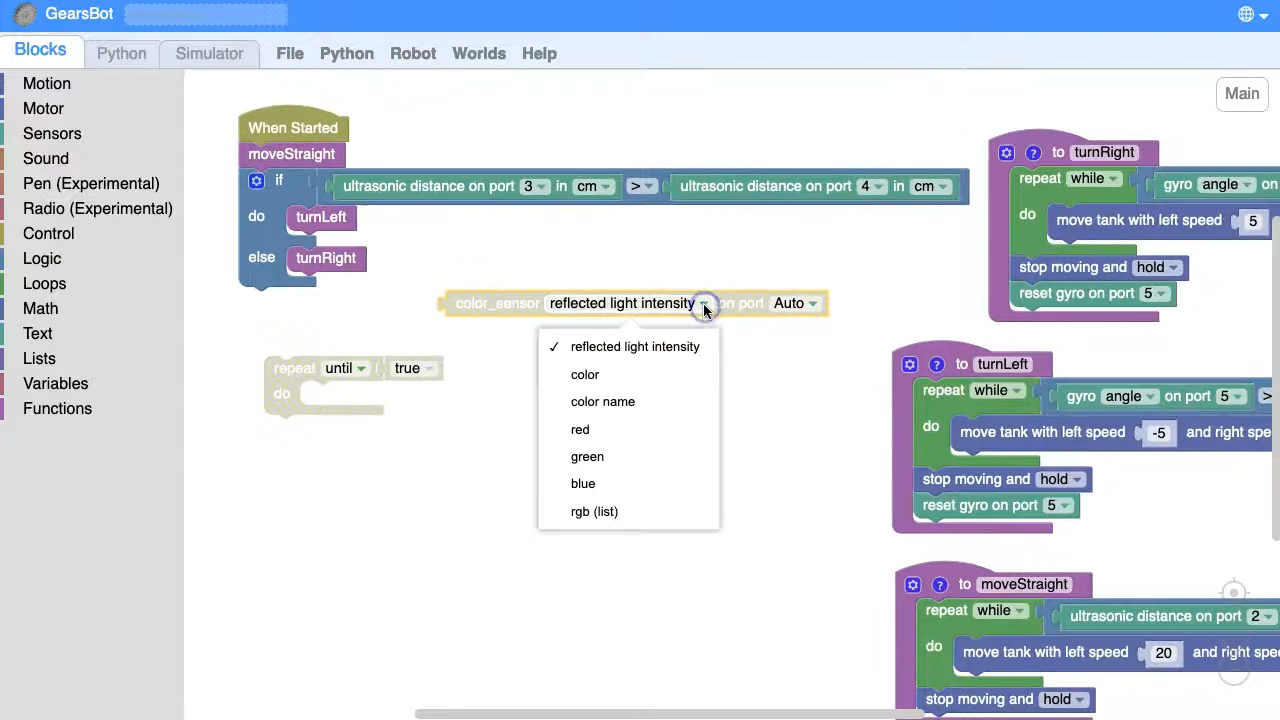 GearsBot
Blocks Python Simulator File Python Robot Worlds Help
Motion
Motor
Sensors
Sound
Pen (Experimental)
Radio (Experimental)
Control
Logic
Loops
Math
Text
Lists
Variables
Functions
Main
When Started
moveStraight
if ultrasonic distance on port 3 in cm > ultrasonic distance on port 4 in cm
do turnLeft
else turnRight
color_sensor reflected light intensity on port Auto
✓ reflected light intensity
color
color name
red
green
blue
rgb (list)
repeat until true
do
? to turnRight
repeat while gyro angle on
do move tank with left speed 5
stop moving and hold
reset gyro on port 5
? to turnLeft
repeat while gyro angle on port 5 >
do move tank with left speed -5 and right spe
stop moving and hold
reset gyro on port 5
? to moveStraight
repeat while ultrasonic distance on port 2
do move tank with left speed 20 and right spe
stop moving and hold